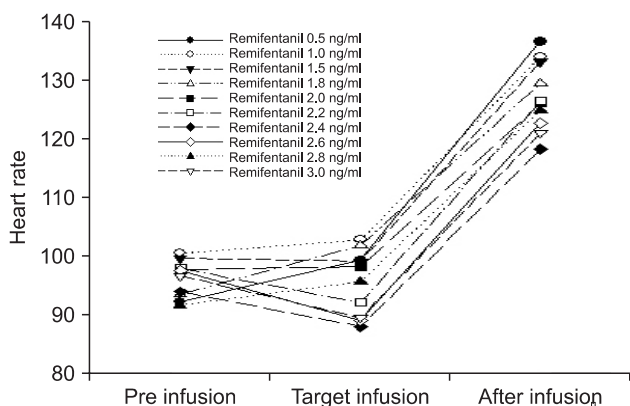 140
130
120
110
100
90
80
Heart rate
Remifentanil 0.5 ng/ml
Remifentanil 1.0 ng/ml
Remifentanil 1.5 ng/ml
Remifentanil 1.8 ng/ml
Remifentanil 2.0 ng/ml
Remifentanil 2.2 ng/ml
Remifentanil 2.4 ng/ml
Remifentanil 2.6 ng/ml
Remifentanil 2.8 ng/ml
Remifentanil 3.0 ng/ml
Pre infusion Target infusion After infusion